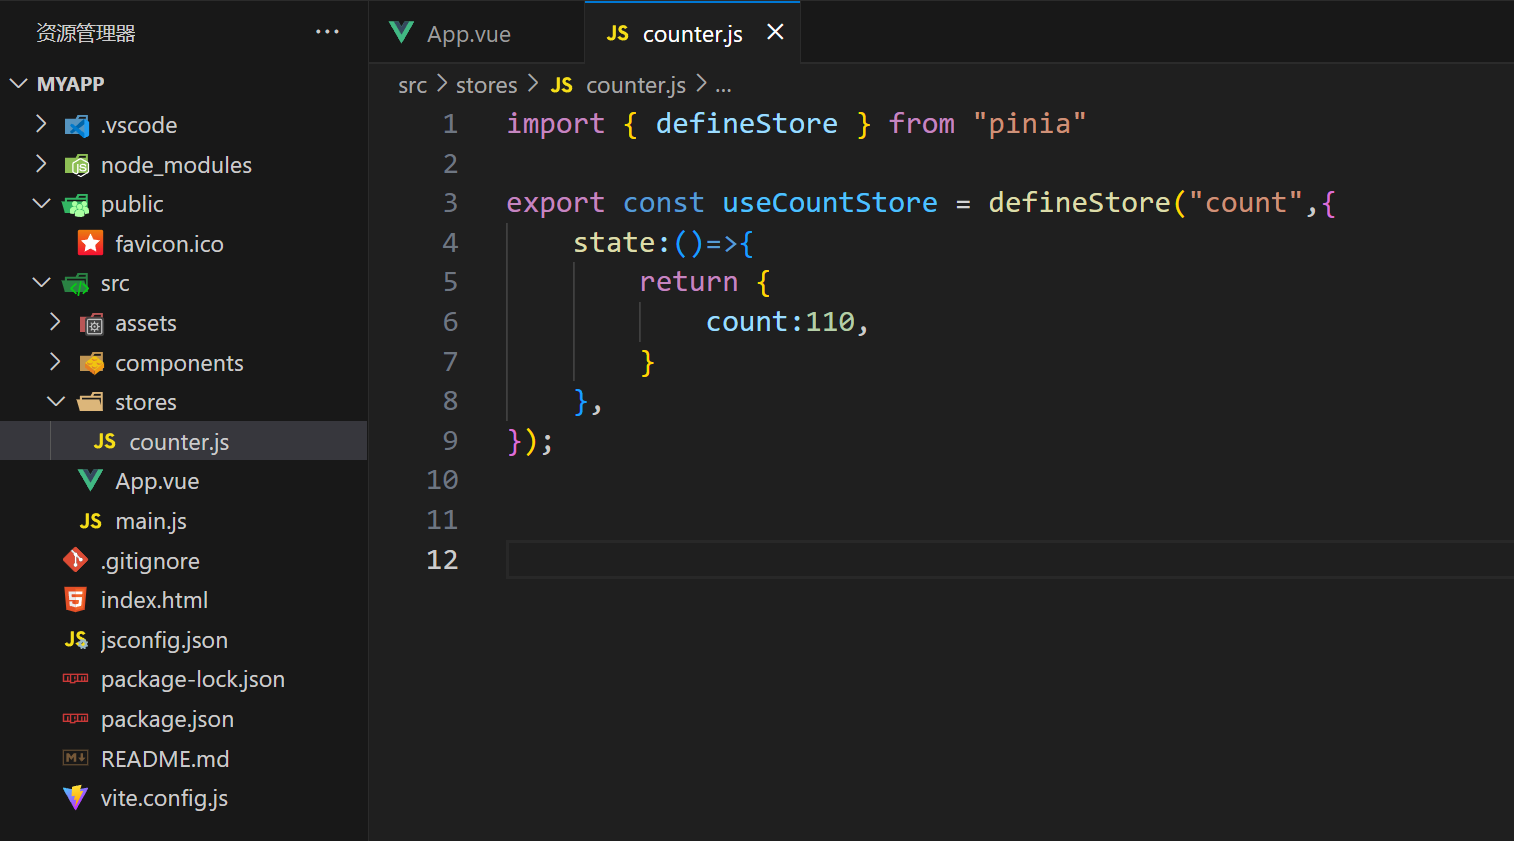 资源管理器 ···
MYAPP
.vscode
node_modules
public
favicon.ico
src
assets
components
stores
JS counter.js
App.vue
JS main.js
.gitignore
index.html
JS jsconfig.json
package-lock.json
package.json
README.md
vite.config.js
App.vue JS counter.js ×
src > stores > JS counter.js > ...
1 import { defineStore } from "pinia"
2
3 export const useCountStore = defineStore("count",{
4     state:()=>{
5         return {
6             count:110,
7         }
8     },
9 });
10
11
12